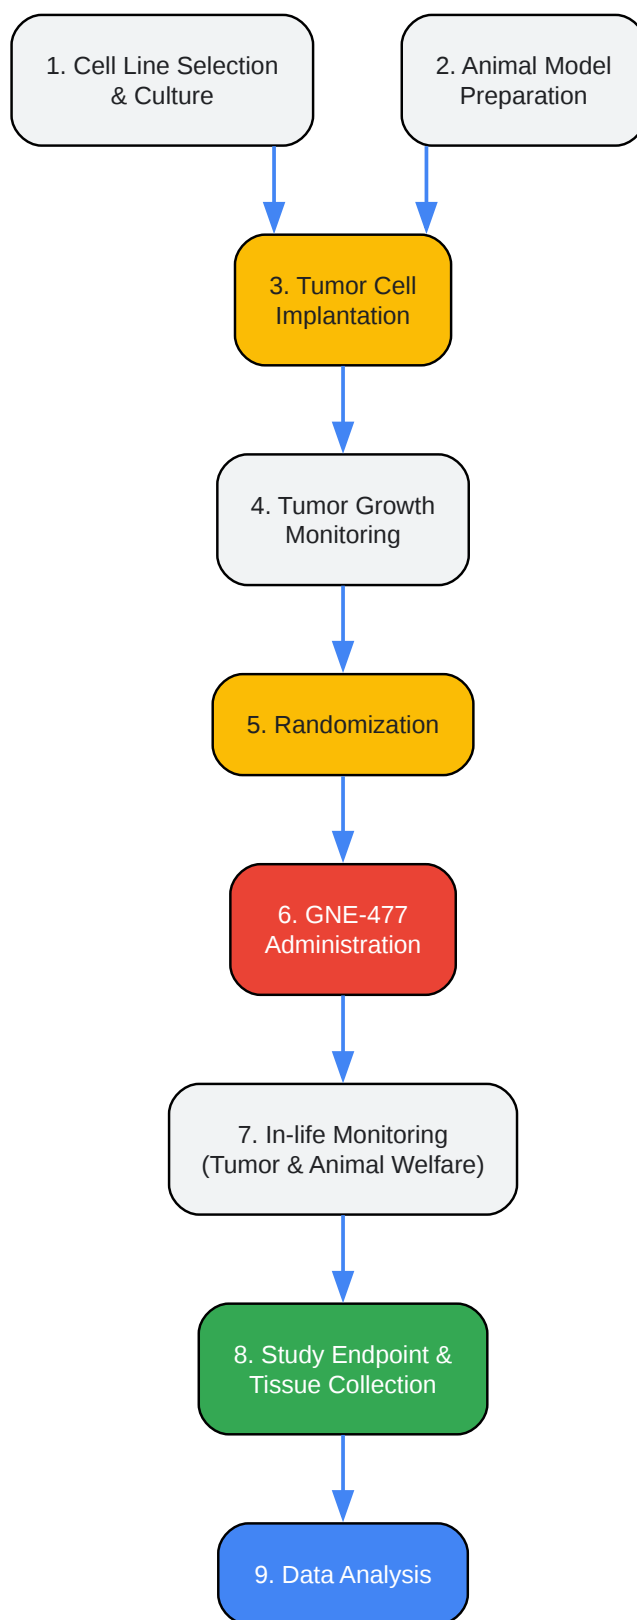 1. Cell Line Selection
& Culture
2. Animal Model
Preparation
3. Tumor Cell
Implantation
4. Tumor Growth
Monitoring
5. Randomization
6. GNE-477
Administration
7. In-life Monitoring
(Tumor & Animal Welfare)
8. Study Endpoint &
Tissue Collection
9. Data Analysis